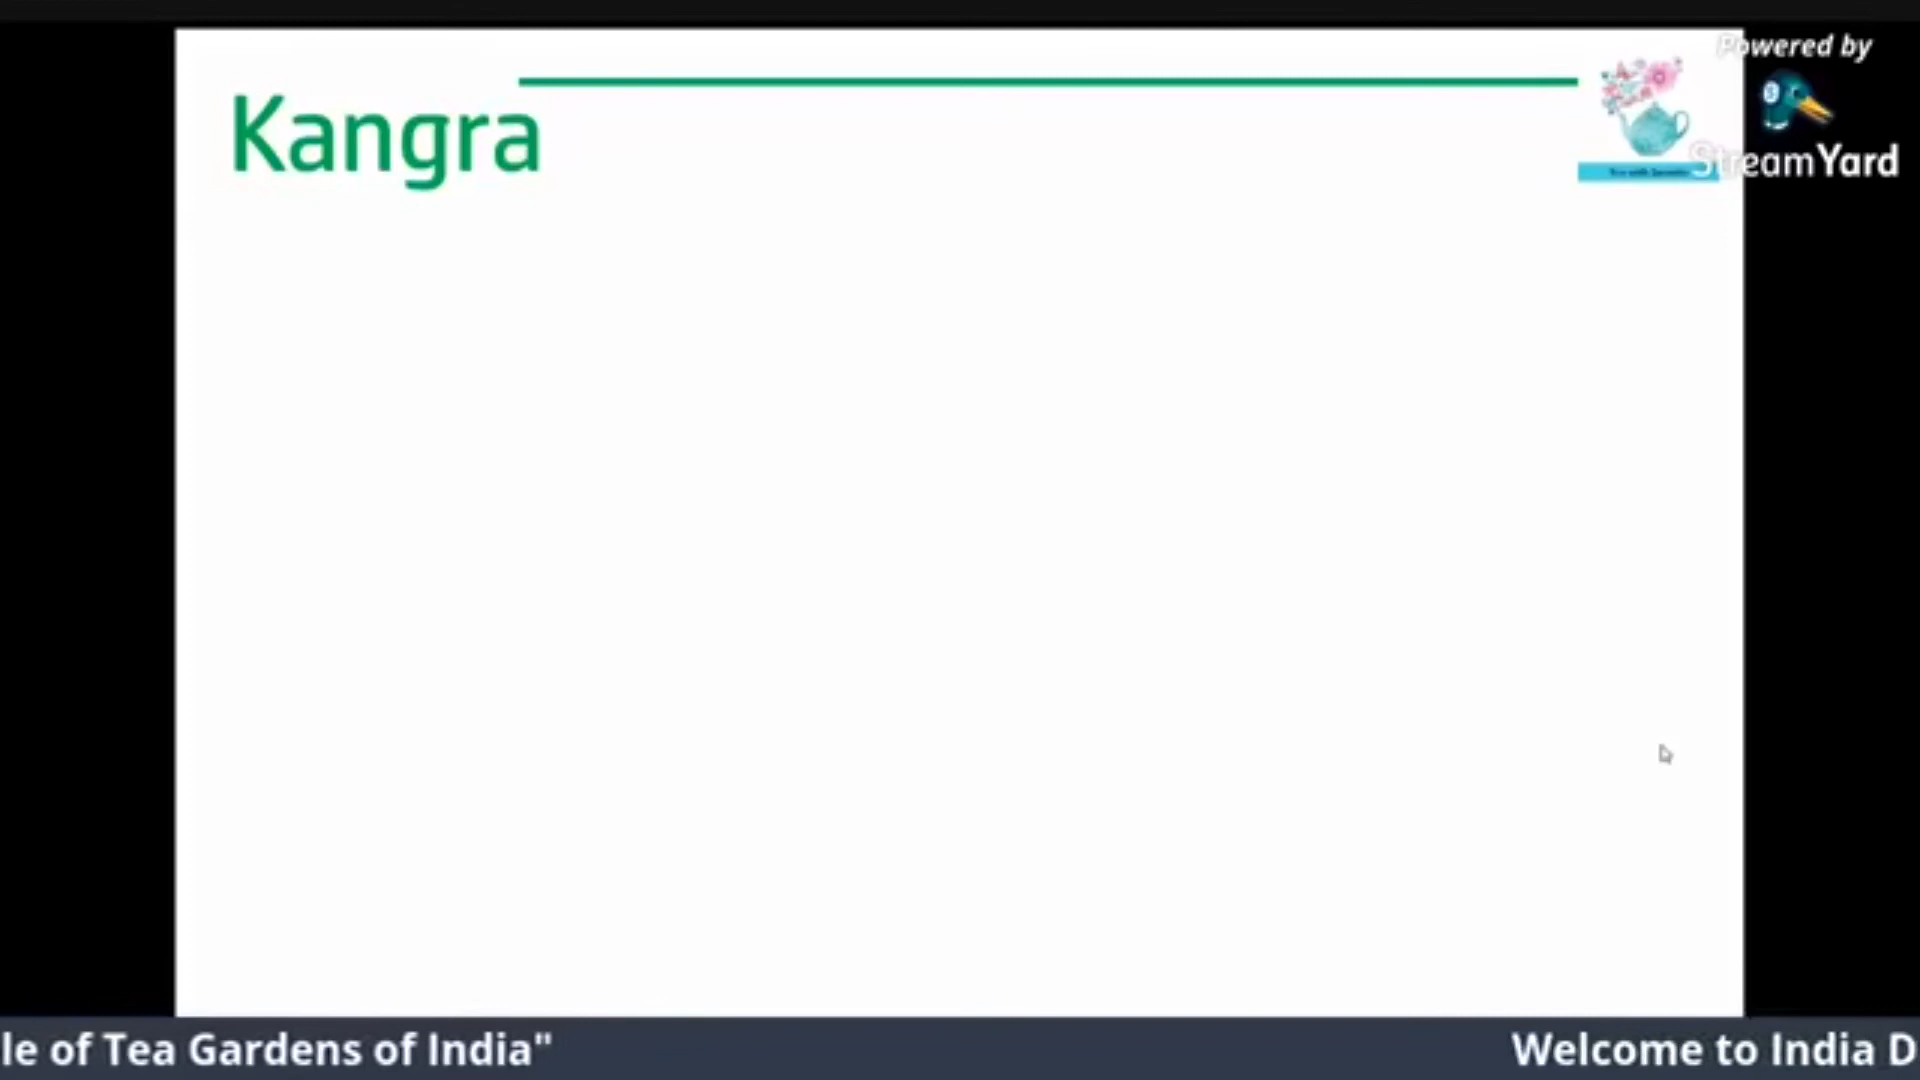 Powered by
Kangra
StreamYard
le of Tea Gardens of India" Welcome to India D